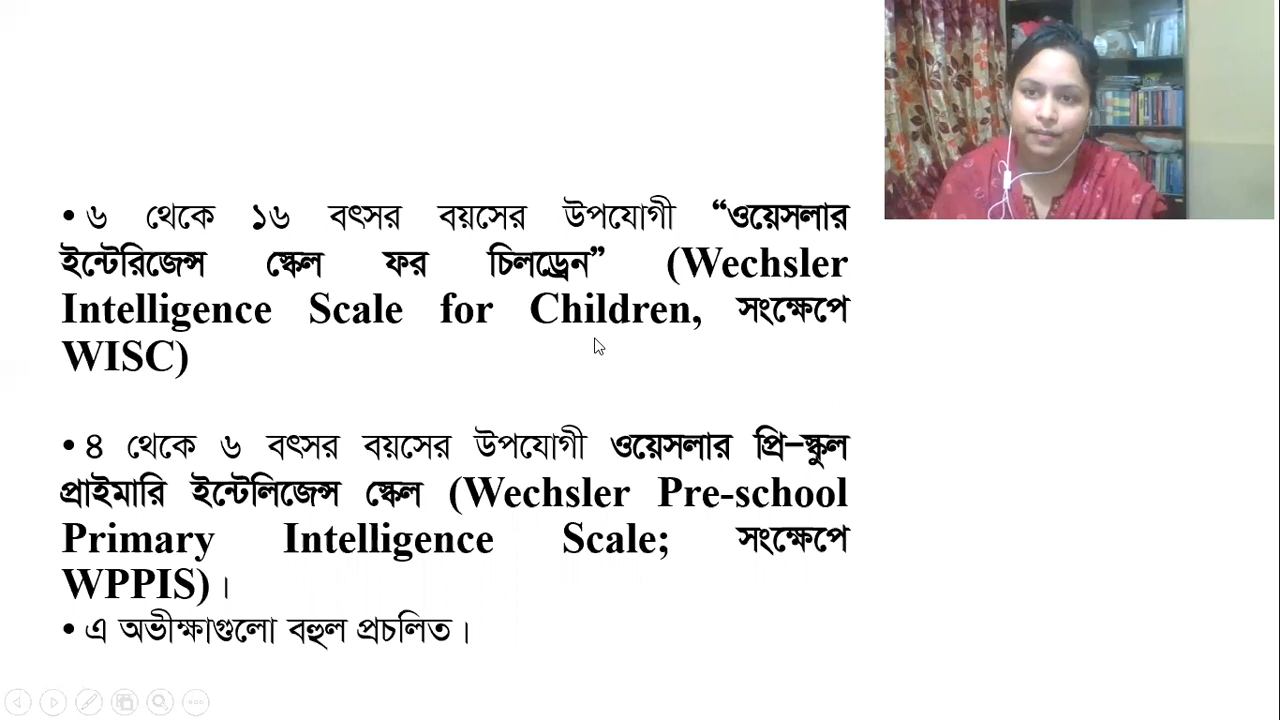 • ৬ থেকে ১৬ বৎসর বয়সের উপযোগী “ওয়েসলার
ইন্টেরিজেন্স স্কেল ফর চিলড্রেন” (Wechsler
Intelligence Scale for Children, সংক্ষেপে
WISC)
• ৪ থেকে ৬ বৎসর বয়সের উপযোগী ওয়েসলার প্রি–স্কুল
প্রাইমারি ইন্টেলিজেন্স স্কেল (Wechsler Pre-school
Primary Intelligence Scale; সংক্ষেপে
WPPIS)।
• এ অভীক্ষাগুলো বহুল প্রচলিত।